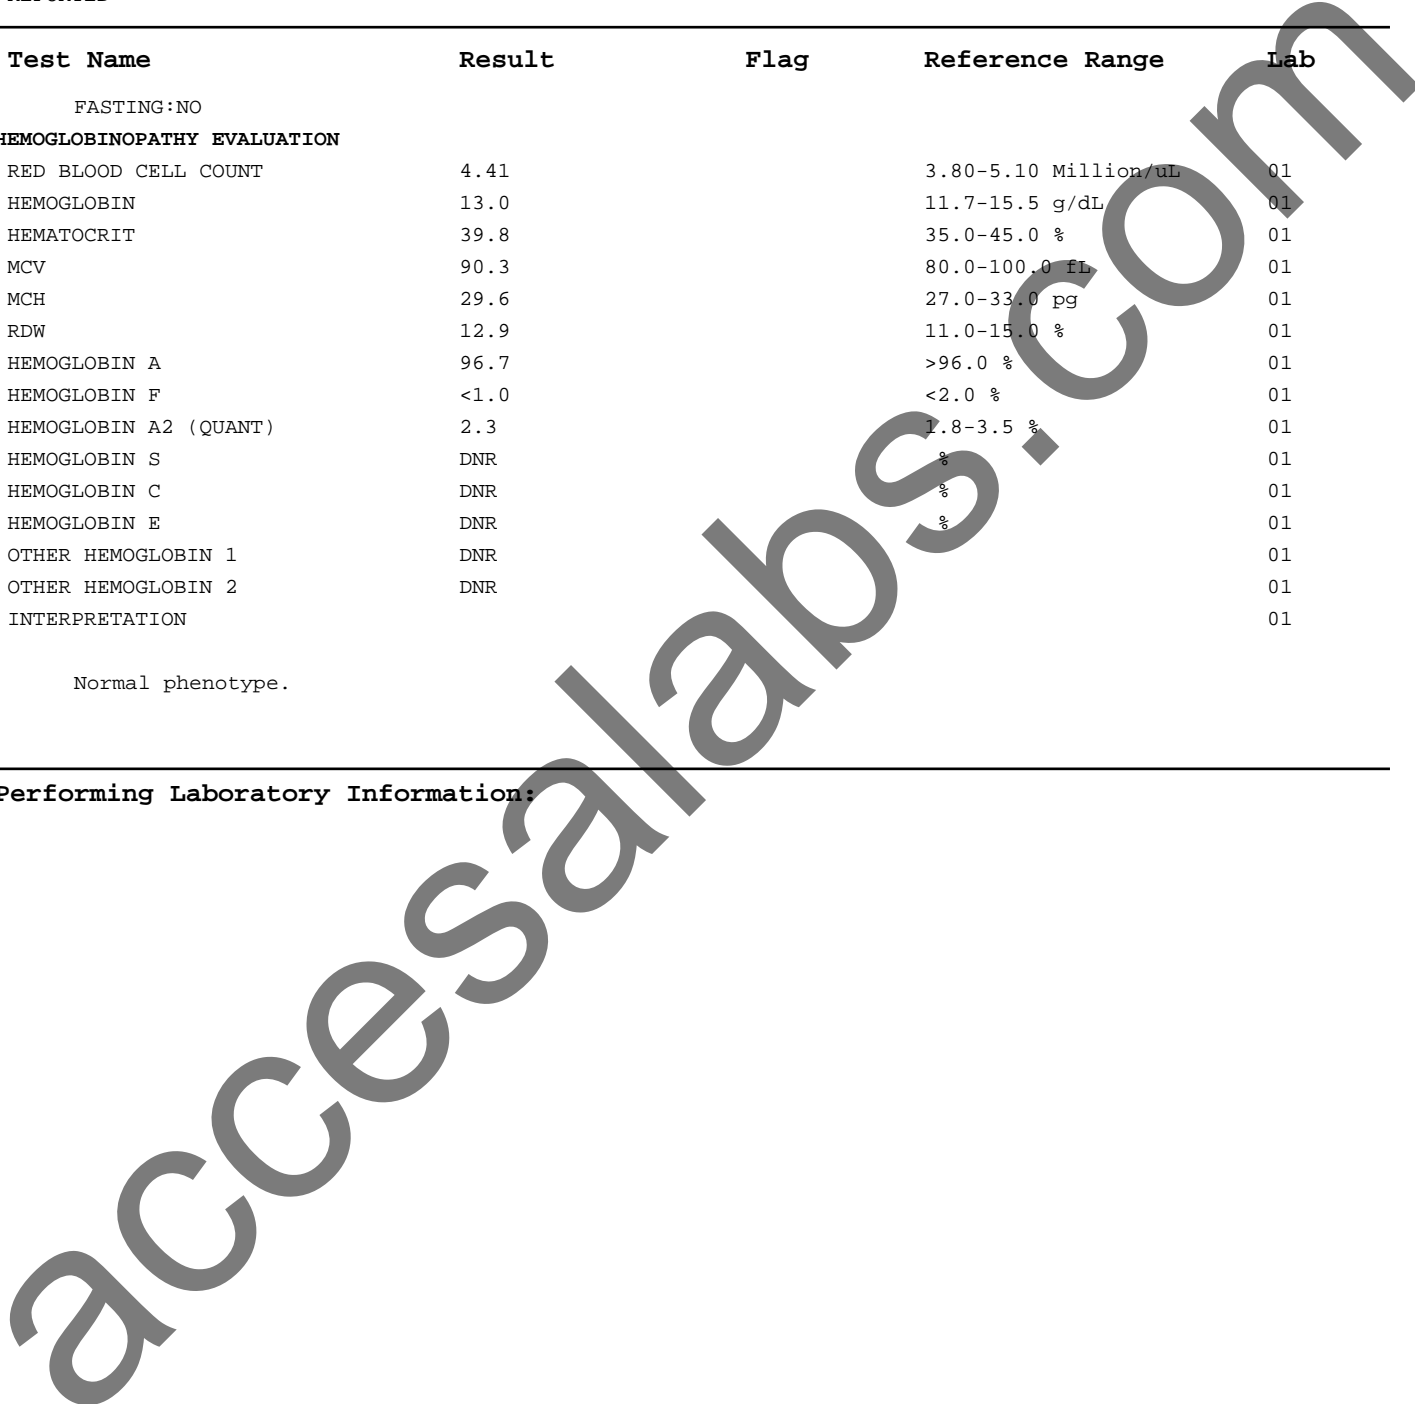 Test Name Result Flag Reference Range Lab
FASTING:NO
HEMOGLOBINOPATHY EVALUATION
RED BLOOD CELL COUNT 4.41 3.80-5.10 Million/uL 01
HEMOGLOBIN 13.0 11.7-15.5 g/dL 01
HEMATOCRIT 39.8 35.0-45.0 % 01
MCV 90.3 80.0-100.0 fL 01
MCH 29.6 27.0-33.0 pg 01
RDW 12.9 11.0-15.0 % 01
HEMOGLOBIN A 96.7 >96.0 % 01
HEMOGLOBIN F <1.0 <2.0 % 01
HEMOGLOBIN A2 (QUANT) 2.3 1.8-3.5 % 01
HEMOGLOBIN S DNR % 01
HEMOGLOBIN C DNR % 01
HEMOGLOBIN E DNR % 01
OTHER HEMOGLOBIN 1 DNR 01
OTHER HEMOGLOBIN 2 DNR 01
INTERPRETATION 01
Normal phenotype.
Performing Laboratory Information:
accesalabs.com